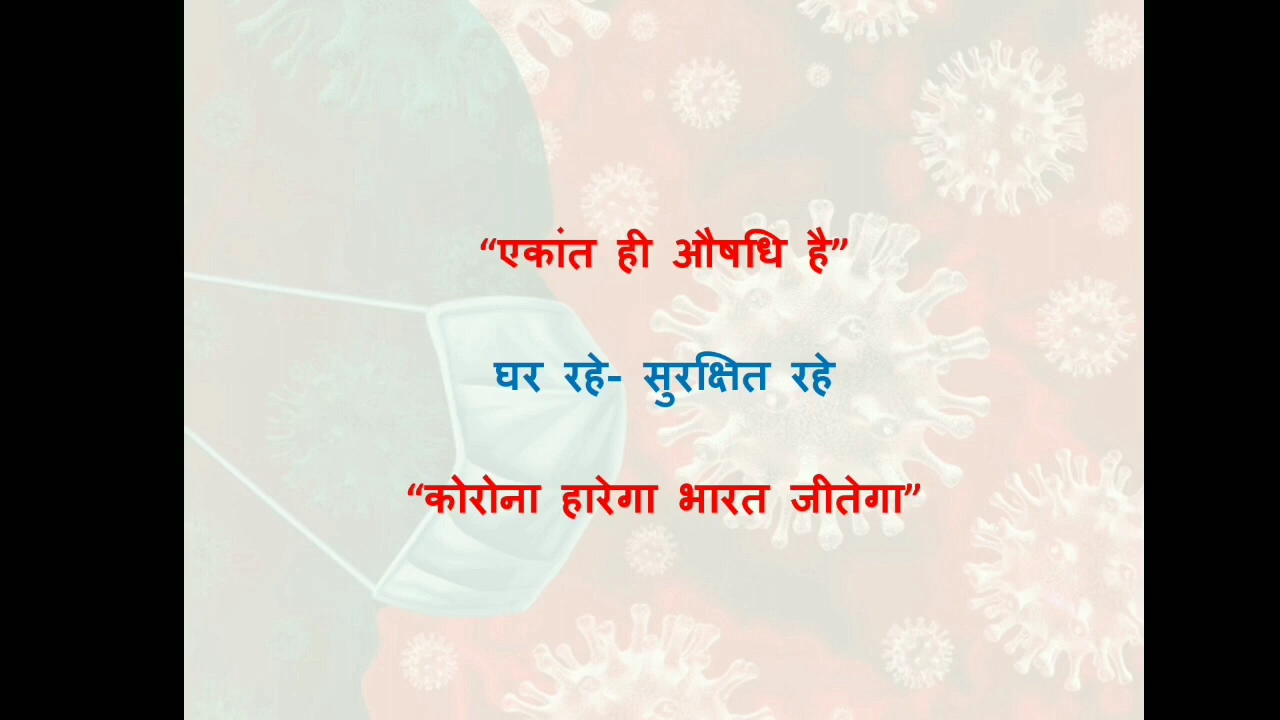 “एकांत ही औषधि है”
घर रहे- सुरक्षित रहे
“कोरोना हारेगा भारत जीतेगा”